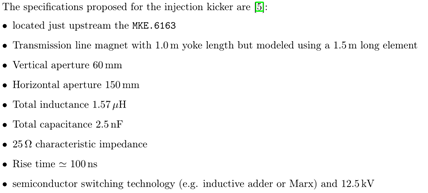 The specifications proposed for the injection kicker are [5]:
• located just upstream the MKE.6163
• Transmission line magnet with 1.0 m yoke length but modeled using a 1.5 m long element
• Vertical aperture 60 mm
• Horizontal aperture 150 mm
• Total inductance 1.57 μH
• Total capacitance 2.5 nF
• 25 Ω characteristic impedance
• Rise time ≃ 100 ns
• semiconductor switching technology (e.g. inductive adder or Marx) and 12.5 kV